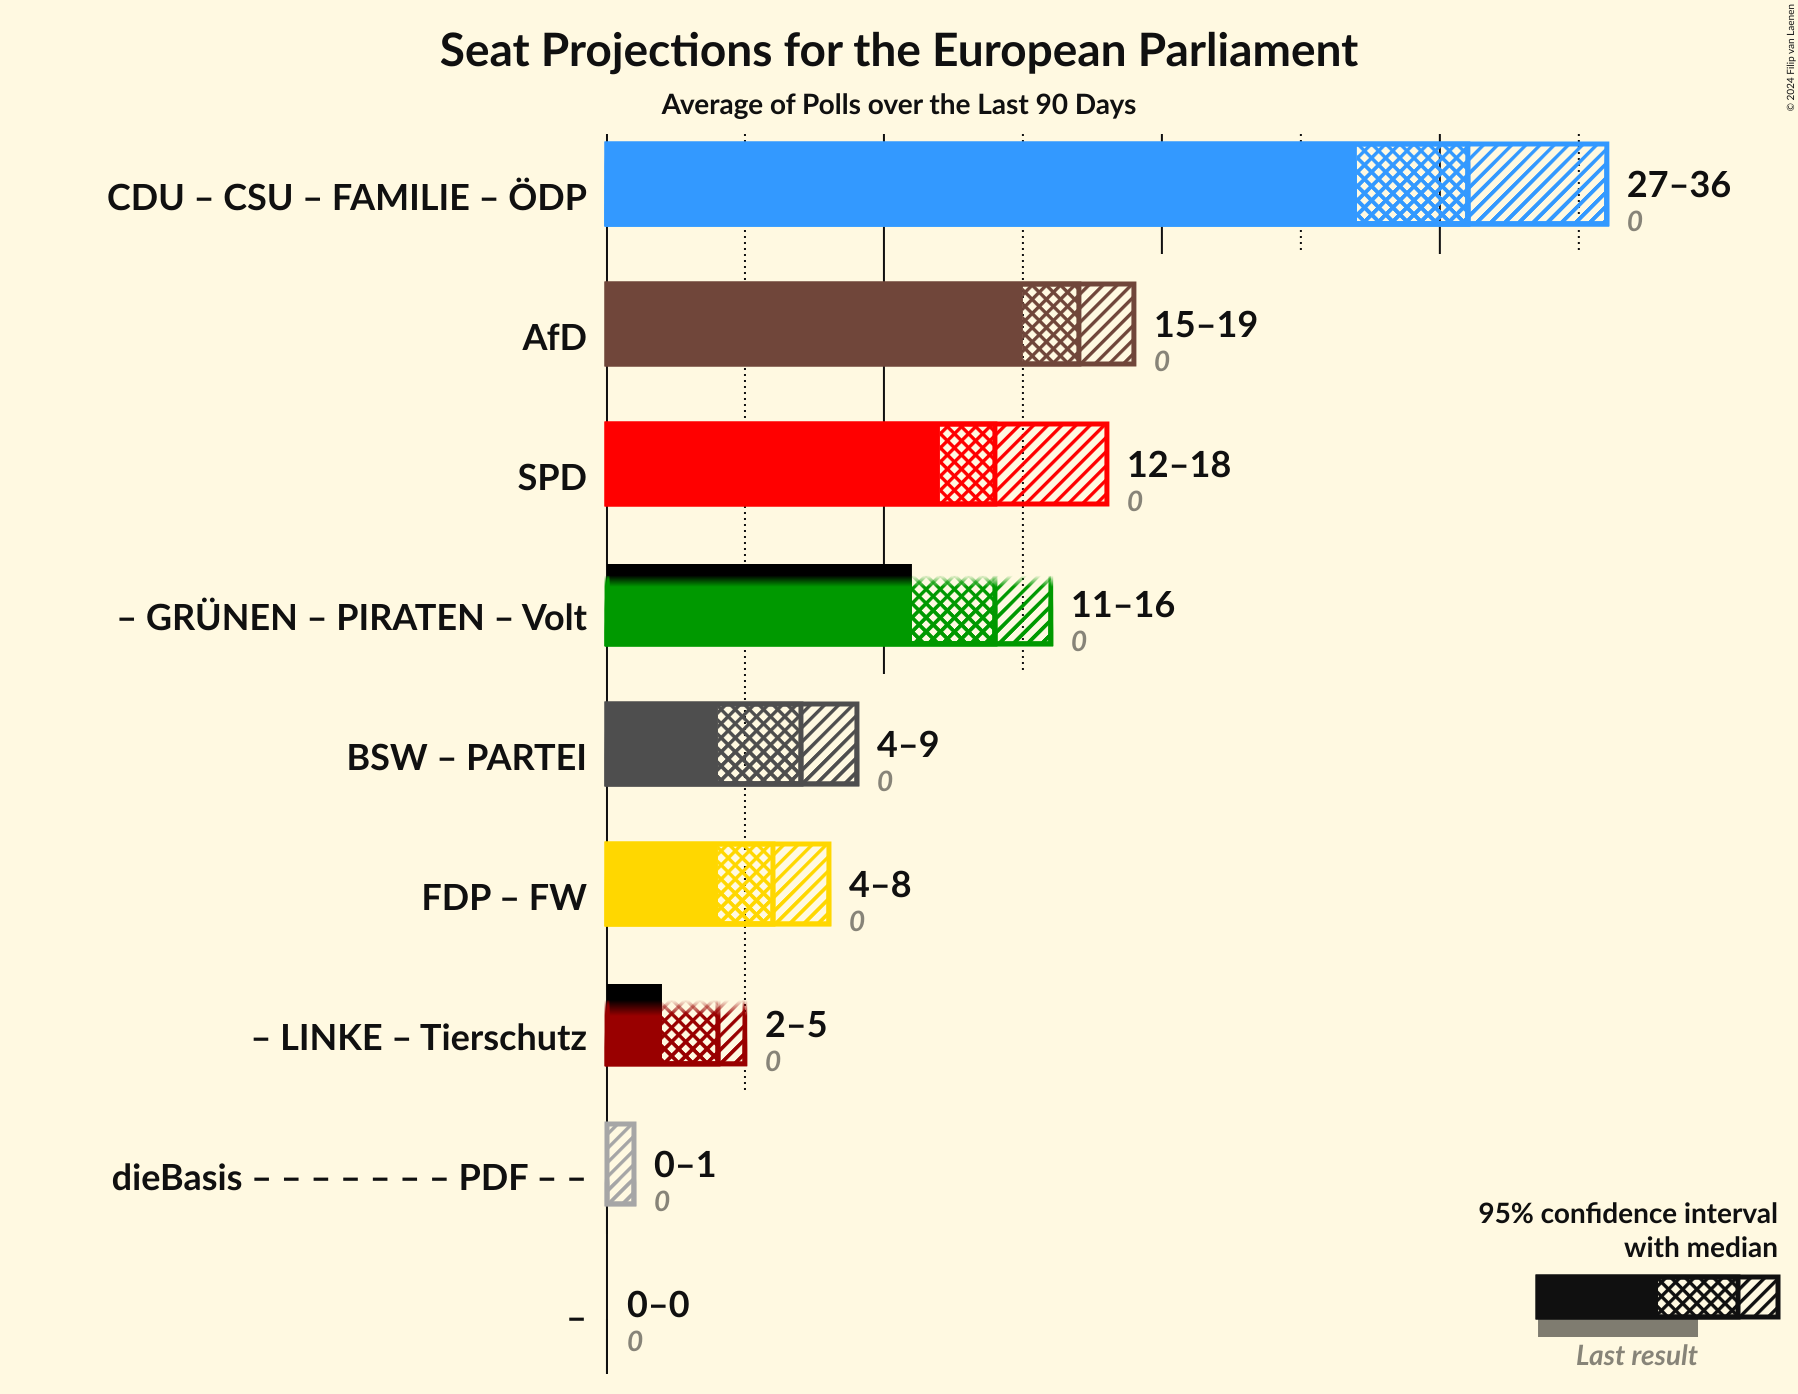 Seat Projections for the European Parliament
Average of Polls over the Last 90 Days
© 2024 Filip van Laenen
CDU – CSU – FAMILIE – ÖDP
27–36
0
AfD
15–19
0
SPD
12–18
0
– GRÜNEN – PIRATEN – Volt
11–16
0
BSW – PARTEI
4–9
0
FDP – FW
4–8
0
– LINKE – Tierschutz
2–5
0
dieBasis – – – – – – – PDF – –
0–1
0
–
0–0
0
95% confidence interval
with median
Last result